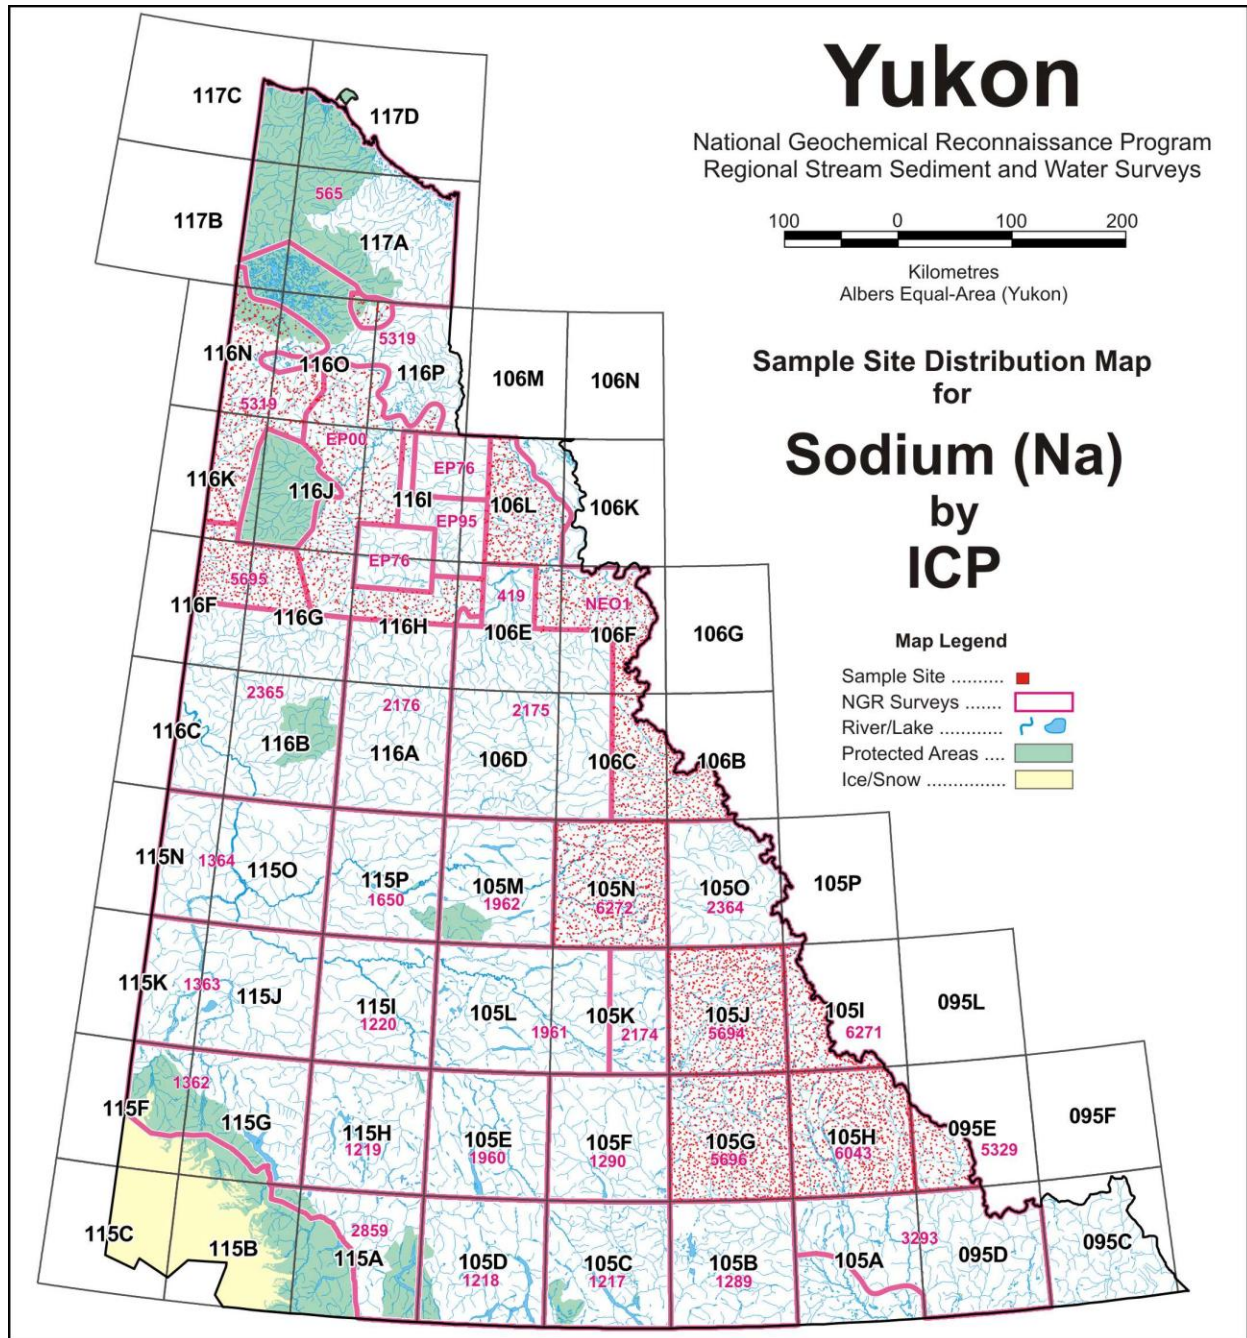 Yukon
National Geochemical Reconnaissance Program
Regional Stream Sediment and Water Surveys
100 0 100 200
Kilometres
Albers Equal-Area (Yukon)
Sample Site Distribution Map
for
Sodium (Na)
by
ICP
Map Legend
Sample Site ..........
NGR Surveys .......
River/Lake ............
Protected Areas ....
Ice/Snow ...............
117C
117D
565
117B
117A
5319
116N
116O
116P
106M
106N
5319
EP00
EP76
116K
116J
116I
106L
106K
EP95
EP76
5695
419
NEO1
116F
116G
116H
106E
106F
106G
2365
2176
2175
116C
116B
116A
106D
106C
106B
115N
1364
115O
115P
1650
105M
1962
105N
6272
105O
2364
105P
115K
1363
115J
115I
1220
105L
1961
105K
2174
105J
5694
105I
6271
095L
1362
115F
115G
115H
1219
105E
1960
105F
1290
105G
5696
105H
6043
095E
5329
095F
115C
115B
2859
115A
105D
1218
105C
1217
105B
1289
105A
3293
095D
095C